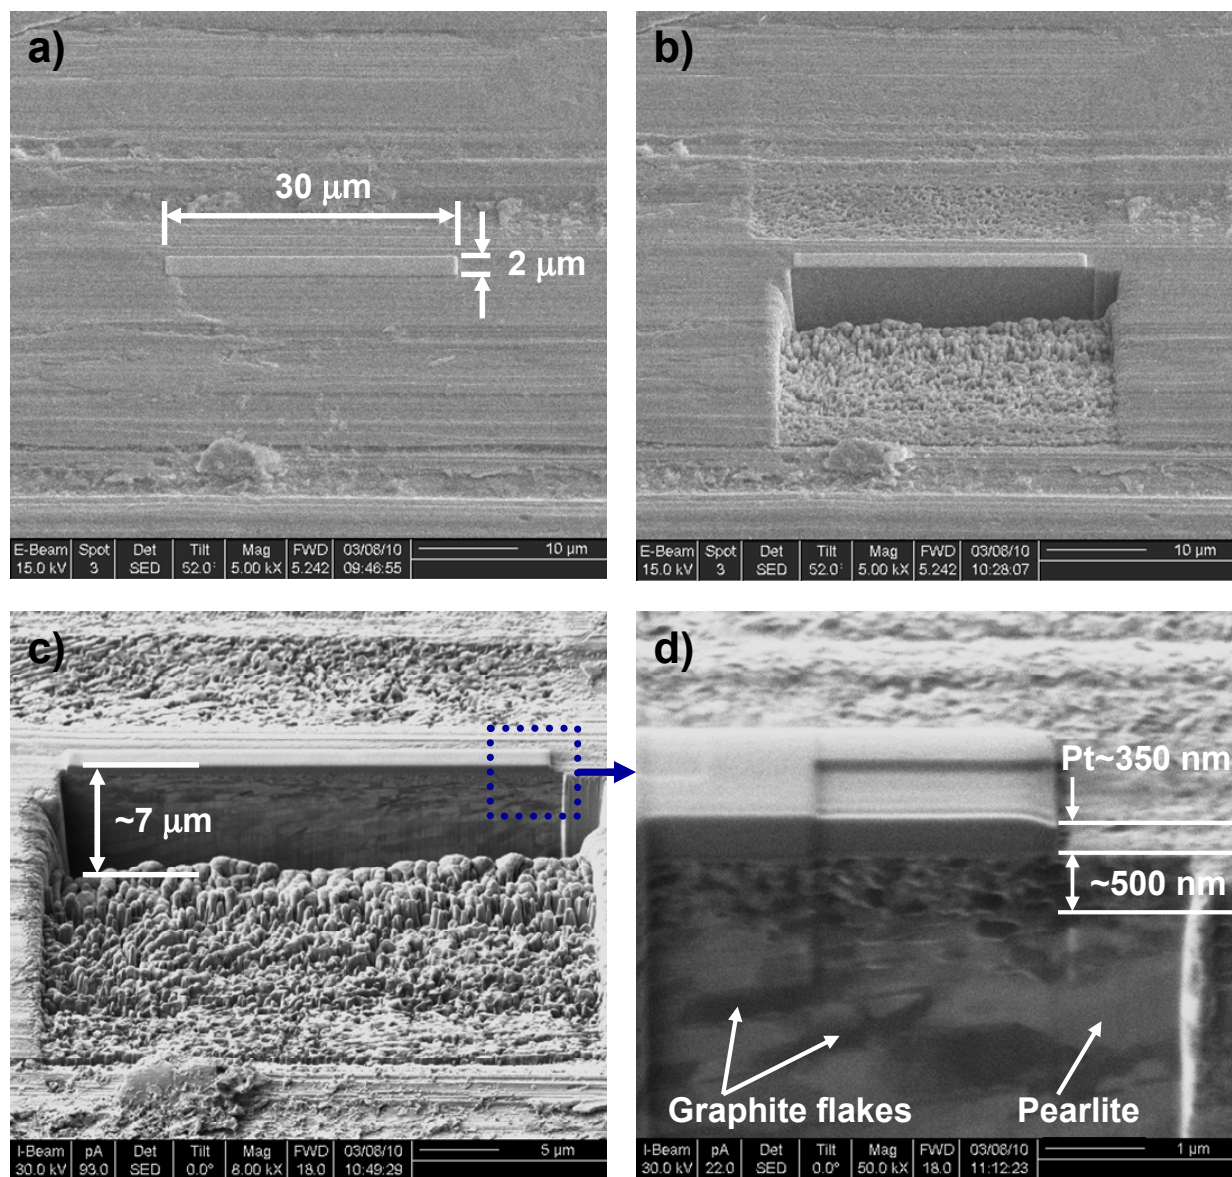 a)
30 μm
2 μm
E-Beam Spot Det Tilt Mag FWD 03/08/10 10 μm
15.0 kV 3 SED 52.0° 5.00 kX 5.242 09:46:55
b)
E-Beam Spot Det Tilt Mag FWD 03/08/10 10 μm
15.0 kV 3 SED 52.0° 5.00 kX 5.242 10:28:07
c)
~7 μm
I-Beam pA Det Tilt Mag FWD 03/08/10 5 μm
30.0 kV 93.0 SED 0.0° 8.00 kX 18.0 10:49:29
d)
Pt~350 nm
~500 nm
Graphite flakes Pearlite
I-Beam pA Det Tilt Mag FWD 03/08/10 1 μm
30.0 kV 22.0 SED 0.0° 50.0 kX 18.0 11:12:23